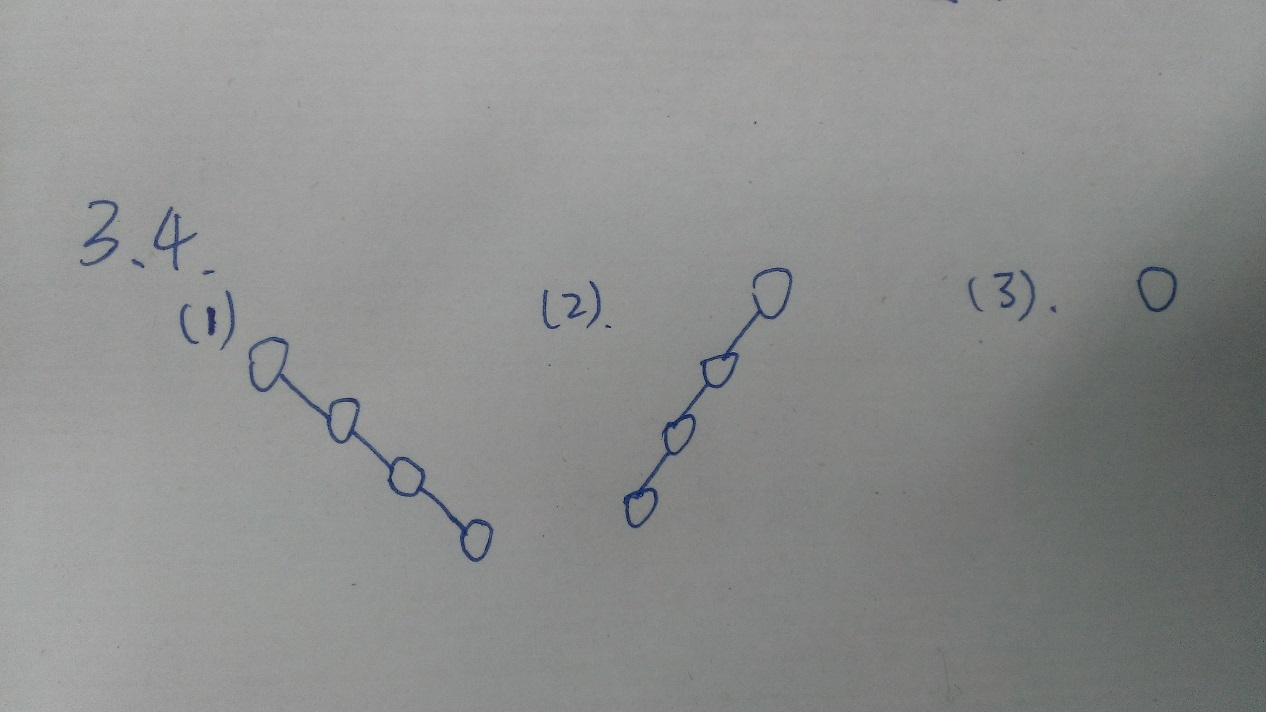 3.4.
(1)
(2).
(3).